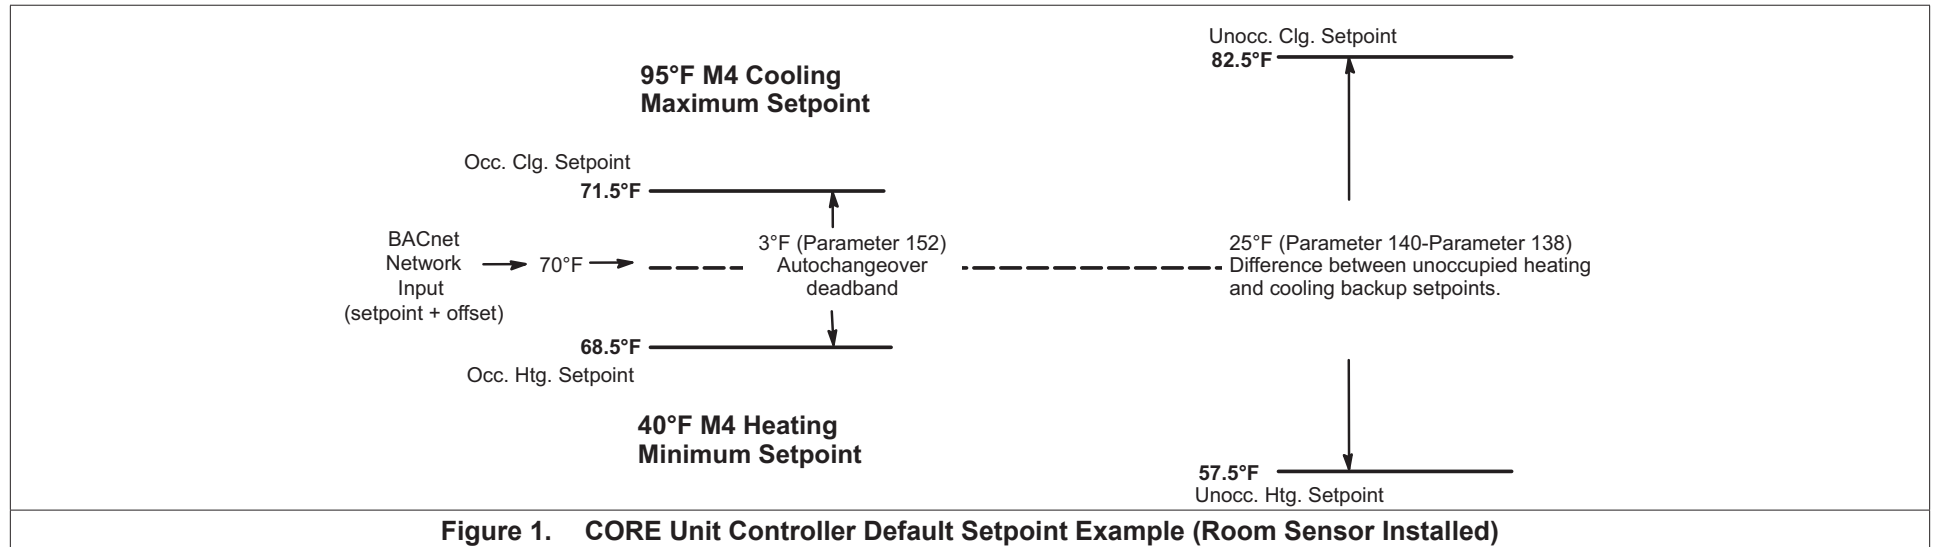 Unocc. Clg. Setpoint
82.5°F
95°F M4 Cooling
Maximum Setpoint
Occ. Clg. Setpoint
71.5°F
BACnet
Network
Input
(setpoint + offset)
70°F
3°F (Parameter 152)
Autochangeover
deadband
25°F (Parameter 140-Parameter 138)
Difference between unoccupied heating
and cooling backup setpoints.
68.5°F
Occ. Htg. Setpoint
40°F M4 Heating
Minimum Setpoint
57.5°F
Unocc. Htg. Setpoint
Figure 1. CORE Unit Controller Default Setpoint Example (Room Sensor Installed)